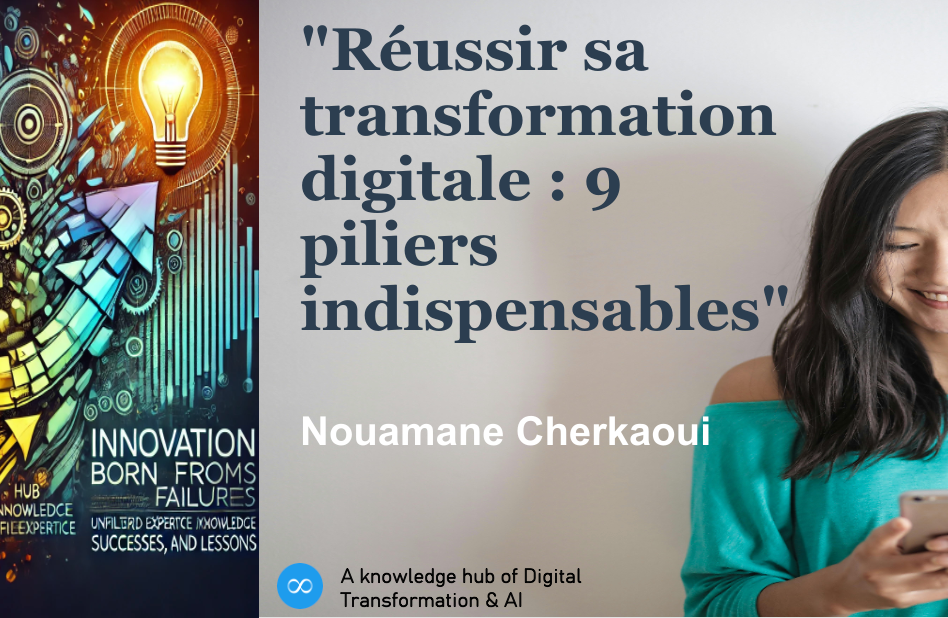 "Réussir sa
transformation
digitale : 9
piliers
indispensables"
Nouamane Cherkaoui
A knowledge hub of Digital
Transformation & AI
INNOVATION
BORN FROMS
FAILURES
SUCCESSES, AND LESSONS
HUB